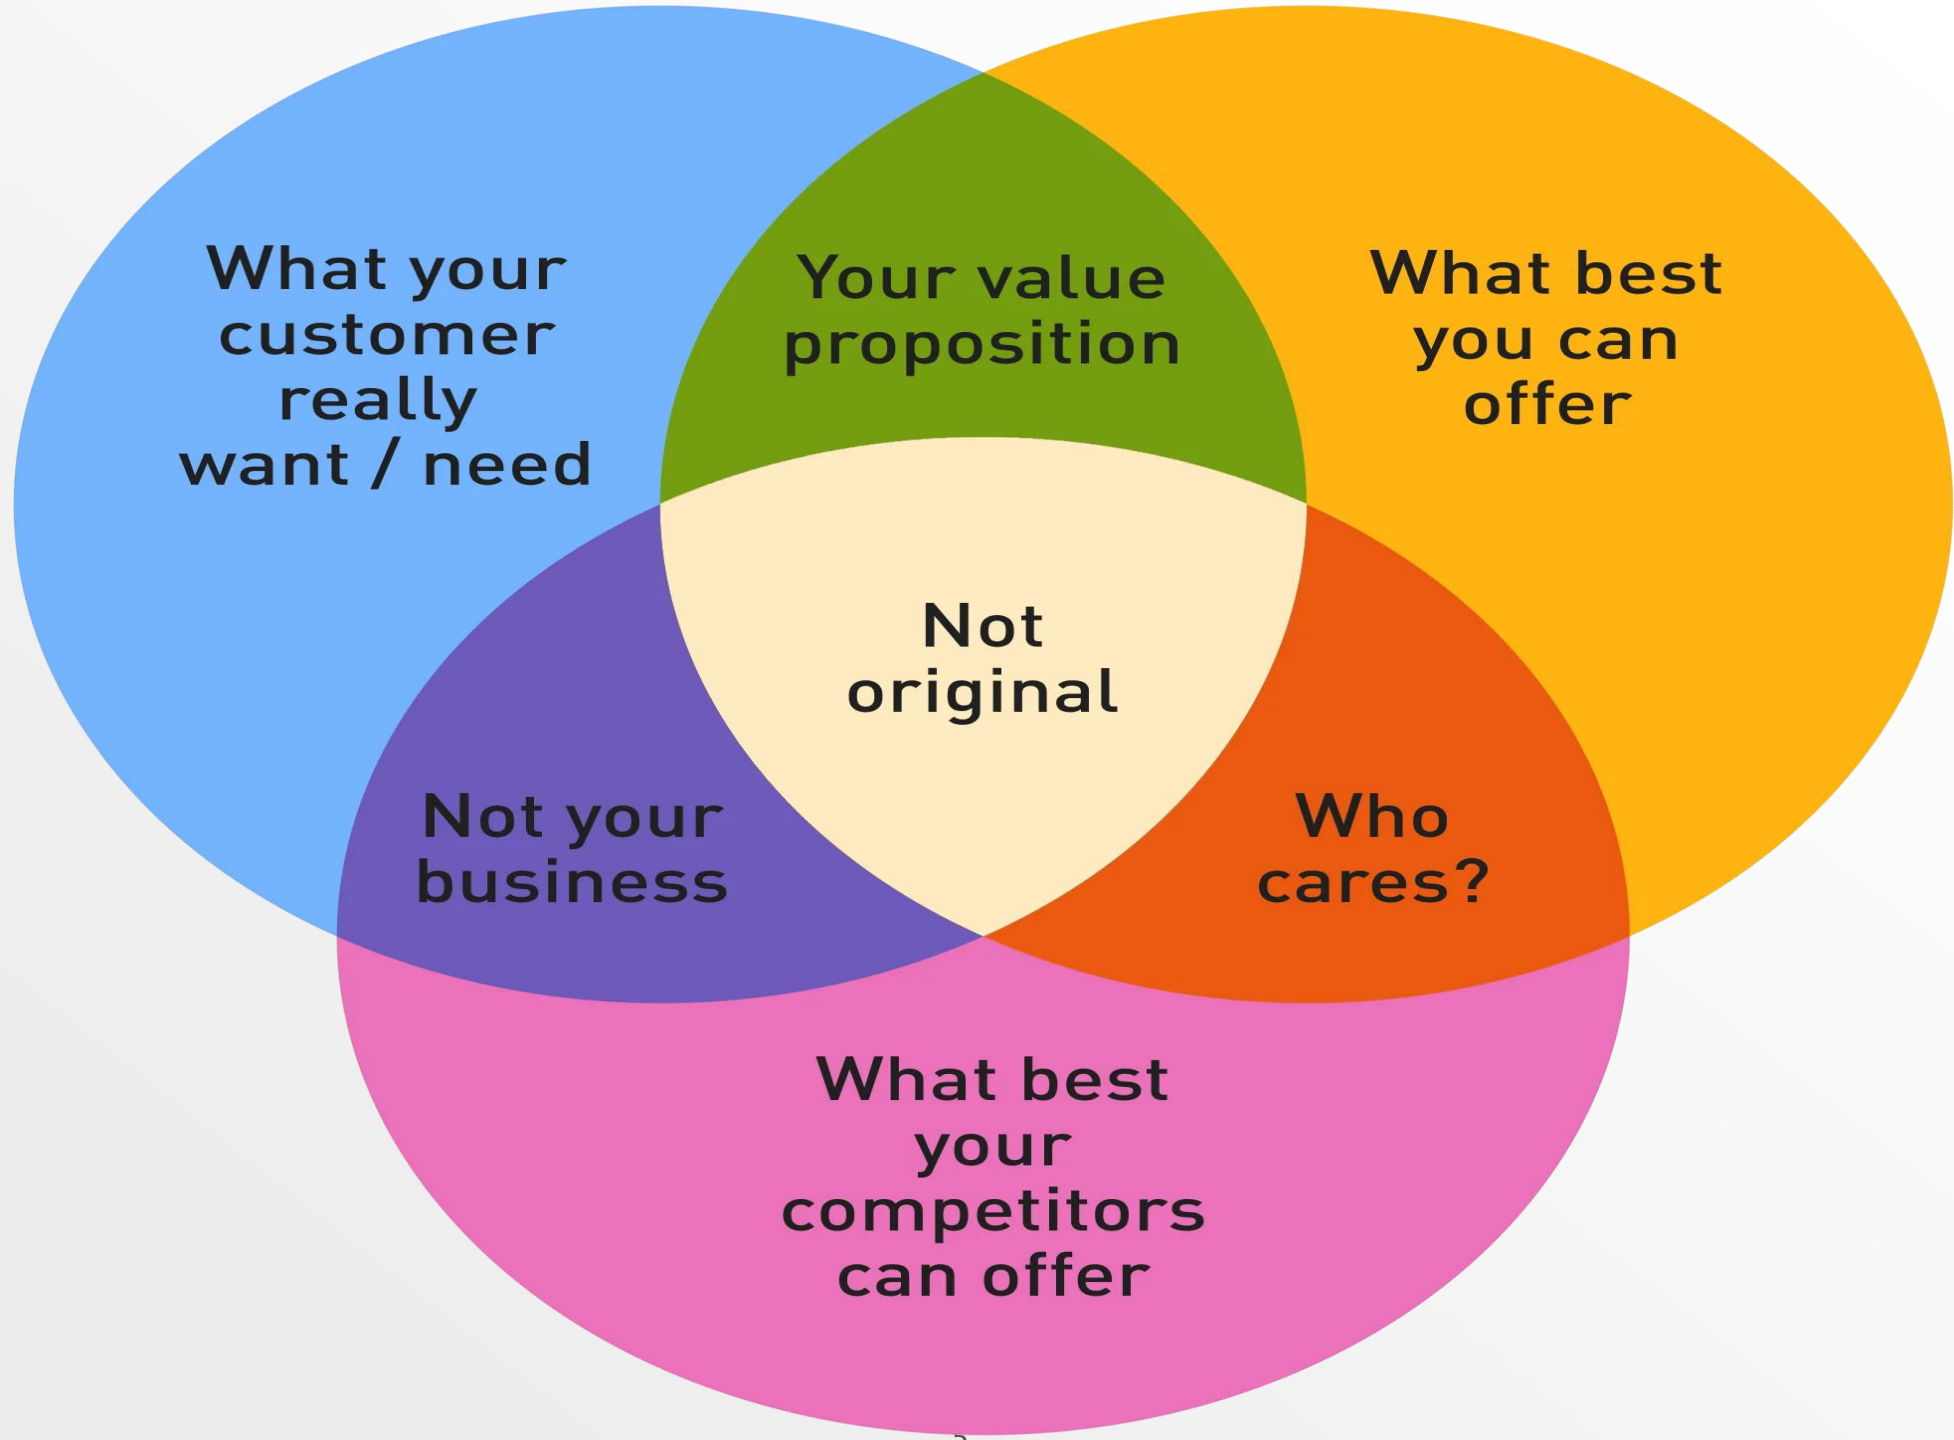 What your
customer
really
want / need
Your value
proposition
What best
you can
offer
Not
original
Not your
business
Who
cares?
What best
your
competitors
can offer